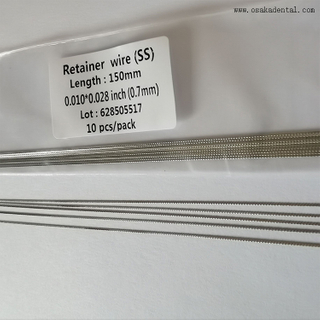 www.osakadental.com
Retainer wire (SS)
Length : 150mm
0.010*0.028 inch (0.7mm)
Lot : 628505517
10 pcs/pack